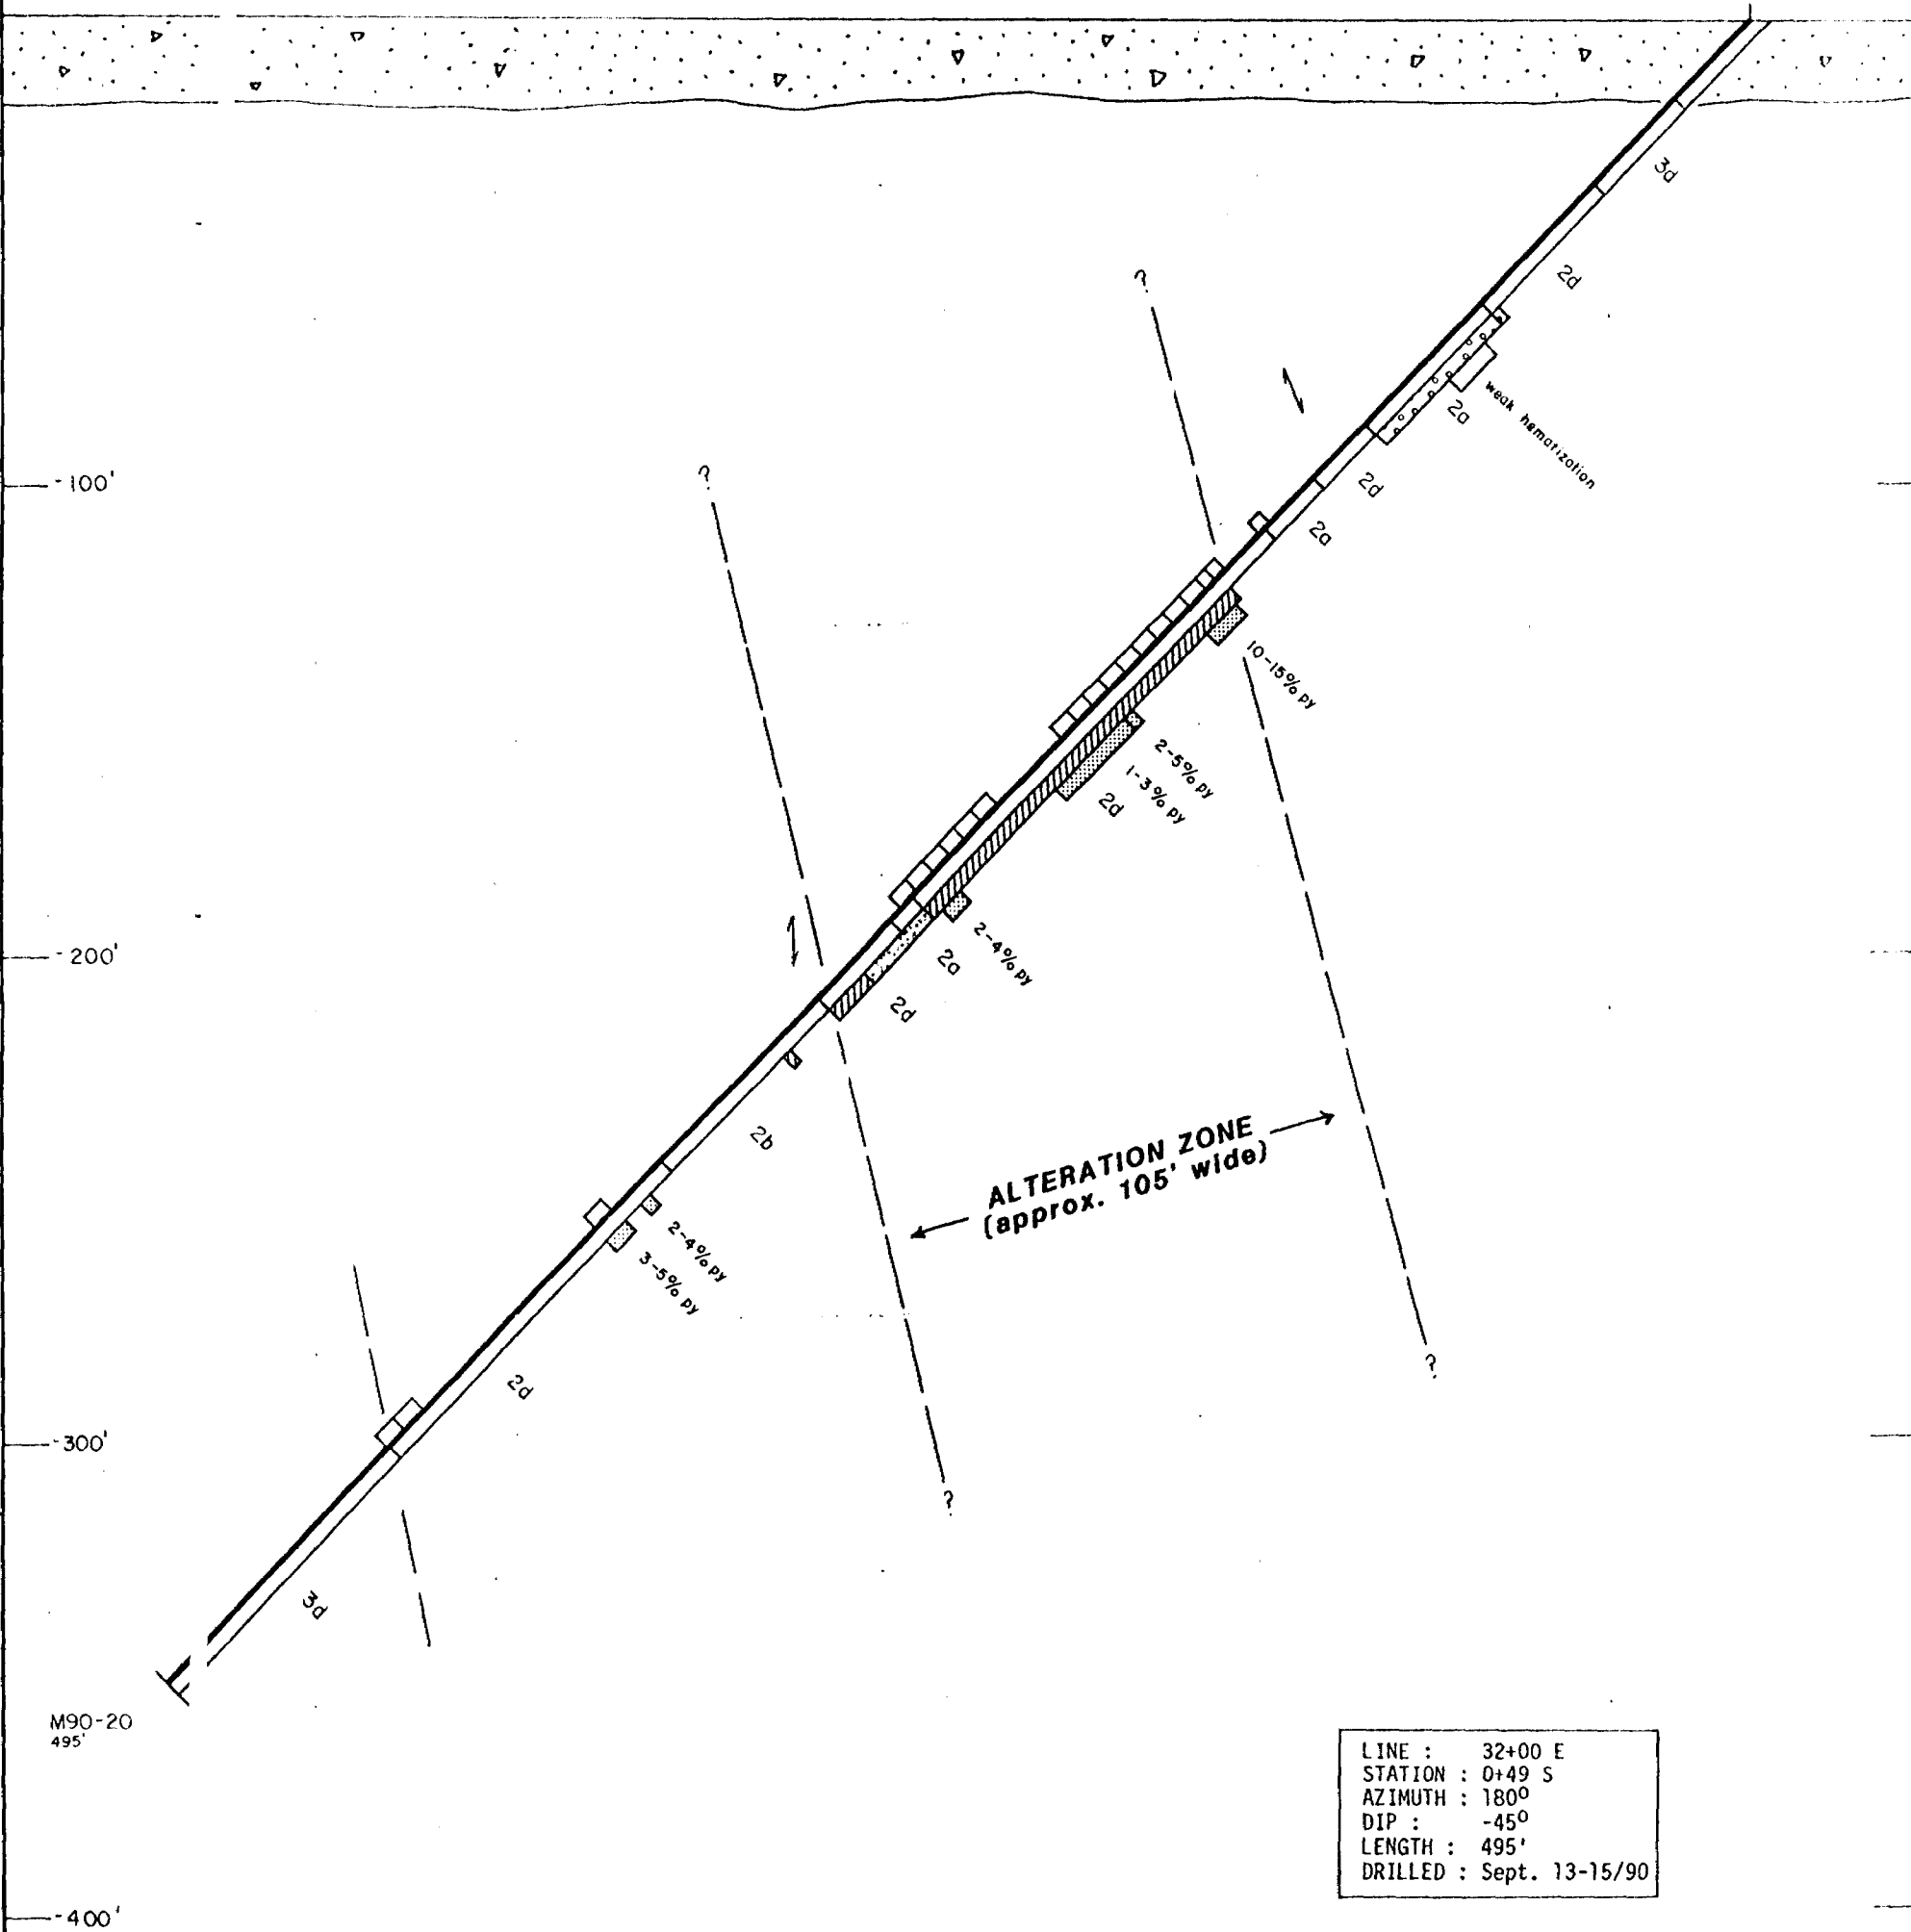 3d
2d
weak hematization
2a
?
-100'
?
2d
2a
10-15% py
2-5% py
1-3% py
2d
-200'
2-4% py
2a
2d
2b
ALTERATION ZONE
(approx. 105' wide)
2-4% py
3-5% py
?
2d
-300'
?
3d
M90-20
495'
LINE : 32+00 E
STATION : 0+49 S
AZIMUTH : 180º
DIP : -45º
LENGTH : 495'
DRILLED : Sept. 13-15/90
-400'